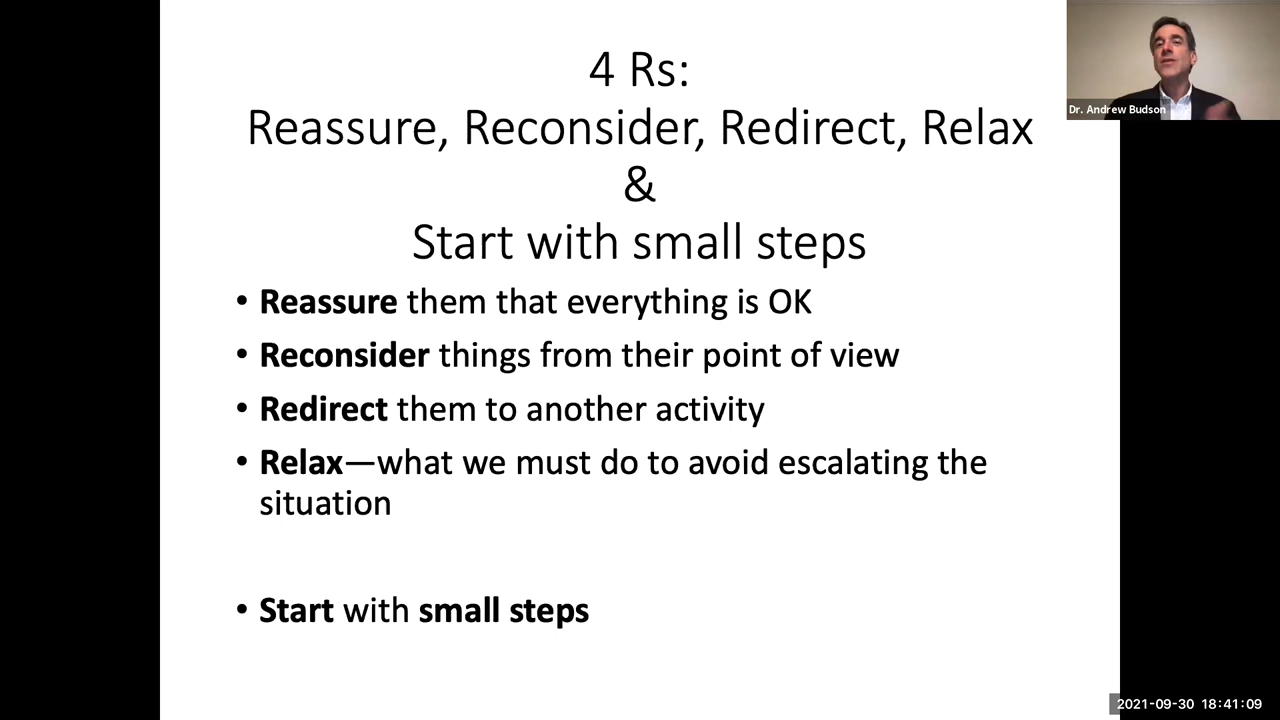 4 Rs:
Reassure, Reconsider, Redirect, Relax
&
Start with small steps
• Reassure them that everything is OK
• Reconsider things from their point of view
• Redirect them to another activity
• Relax—what we must do to avoid escalating the
situation
• Start with small steps
Dr. Andrew Budson
2021-09-30 18:41:09